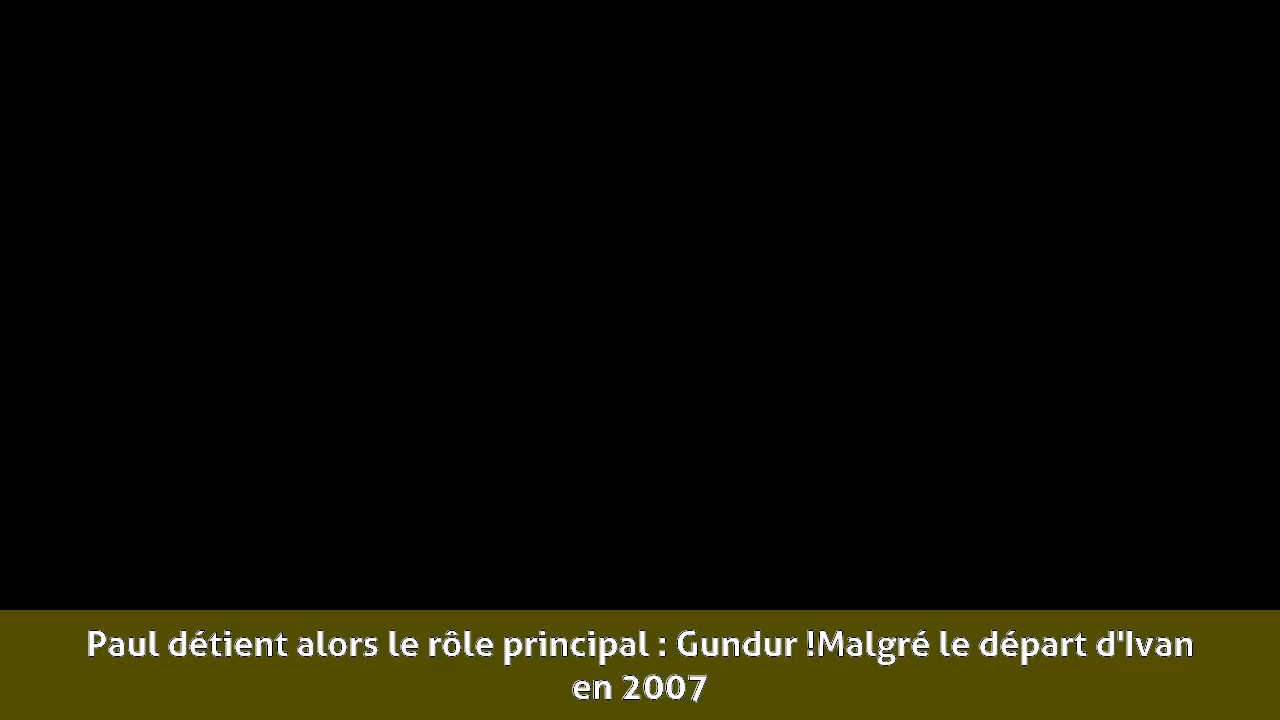 Paul détient alors le rôle principal : Gundur !Malgré le départ d'Ivan
en 2007